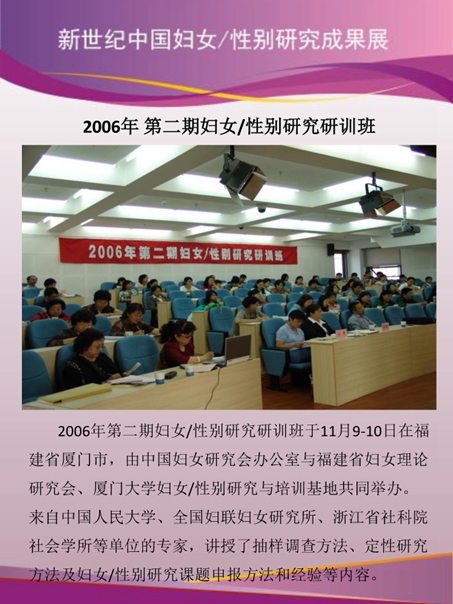 新世纪中国妇女/性别研究成果展
2006年 第二期妇女/性别研究研训班
2006年第二期妇女/性别研究研训班
2006年第二期妇女/性别研究研训班于11月9-10日在福
建省厦门市，由中国妇女研究会办公室与福建省妇女理论
研究会、厦门大学妇女/性别研究与培训基地共同举办。
来自中国人民大学、全国妇联妇女研究所、浙江省社科院
社会学所等单位的专家，讲授了抽样调查方法、定性研究
方法及妇女/性别研究课题申报方法和经验等内容。